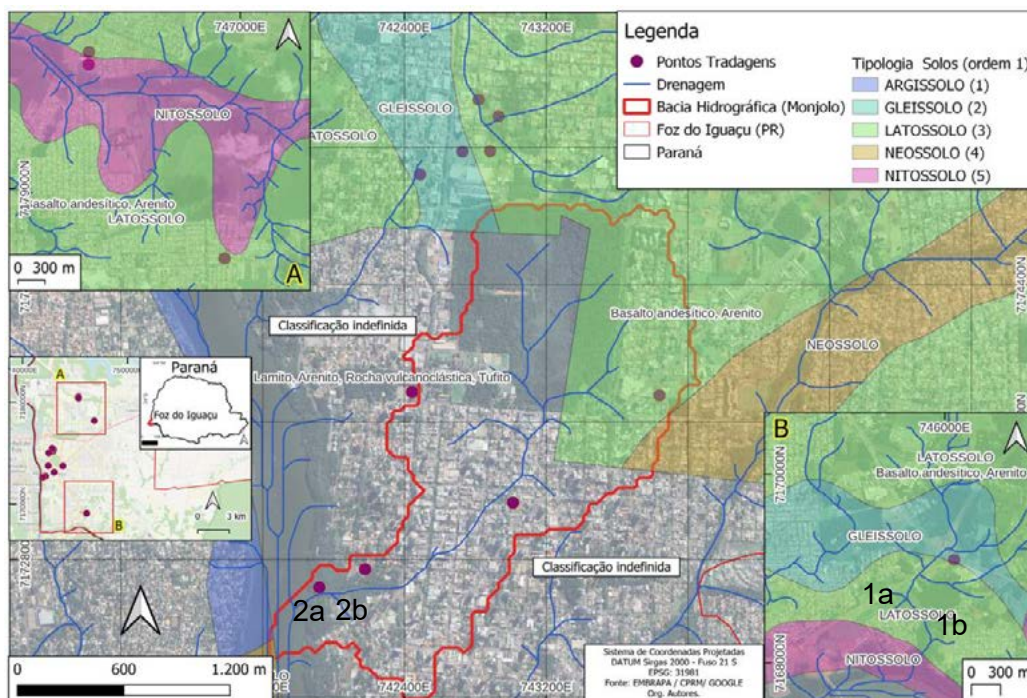 747000E
NITOSSOLO
7179000N
Basalto andesítico, Arenito
LATOSSOLO
0 300 m
A
742400E
743200E
GLEISSOLO
LATOSSOLO
Legenda
Pontos Tradagens
Drenagem
Bacia Hidrográfica (Monjolo)
Foz do Iguaçu (PR)
Paraná
Tipologia Solos (ordem 1)
ARGISSOLO (1)
GLEISSOLO (2)
LATOSSOLO (3)
NEOSSOLO (4)
NITOSSOLO (5)
7174400N
Classificação indefinida
Basalto andesítico, Arenito
NEOSSOLO
Lamito, Arenito, Rocha vulcanoclástica, Tufito
A
Paraná
Foz do Iguaçu
B
0 3 km
7172800N
Classificação indefinida
2a 2b
0 600 1.200 m
742400E
743200E
Sistema de Coordenadas Projetadas
DATUM Sirgas 2000 - Fuso 21 S
EPSG: 31981
Fonte: EMBRAPA / CPRM/ GOOGLE
Org. Autores.
B
746000E
LATOSSOLO
Basalto andesítico, Arenito
7170000N
GLEISSOLO
1a
LATOSSOLO
1b
NITOSSOLO
7168000N
0 300 m